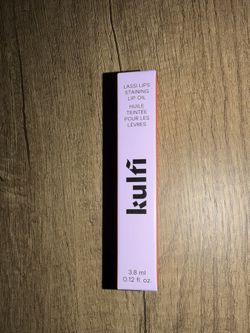 LASSI LIPS
STAINING
LIP OIL
HUILE
TEINTÉE
POUR LES
LÈVRES
kulfi
3.8 ml
0.12 fl. oz.